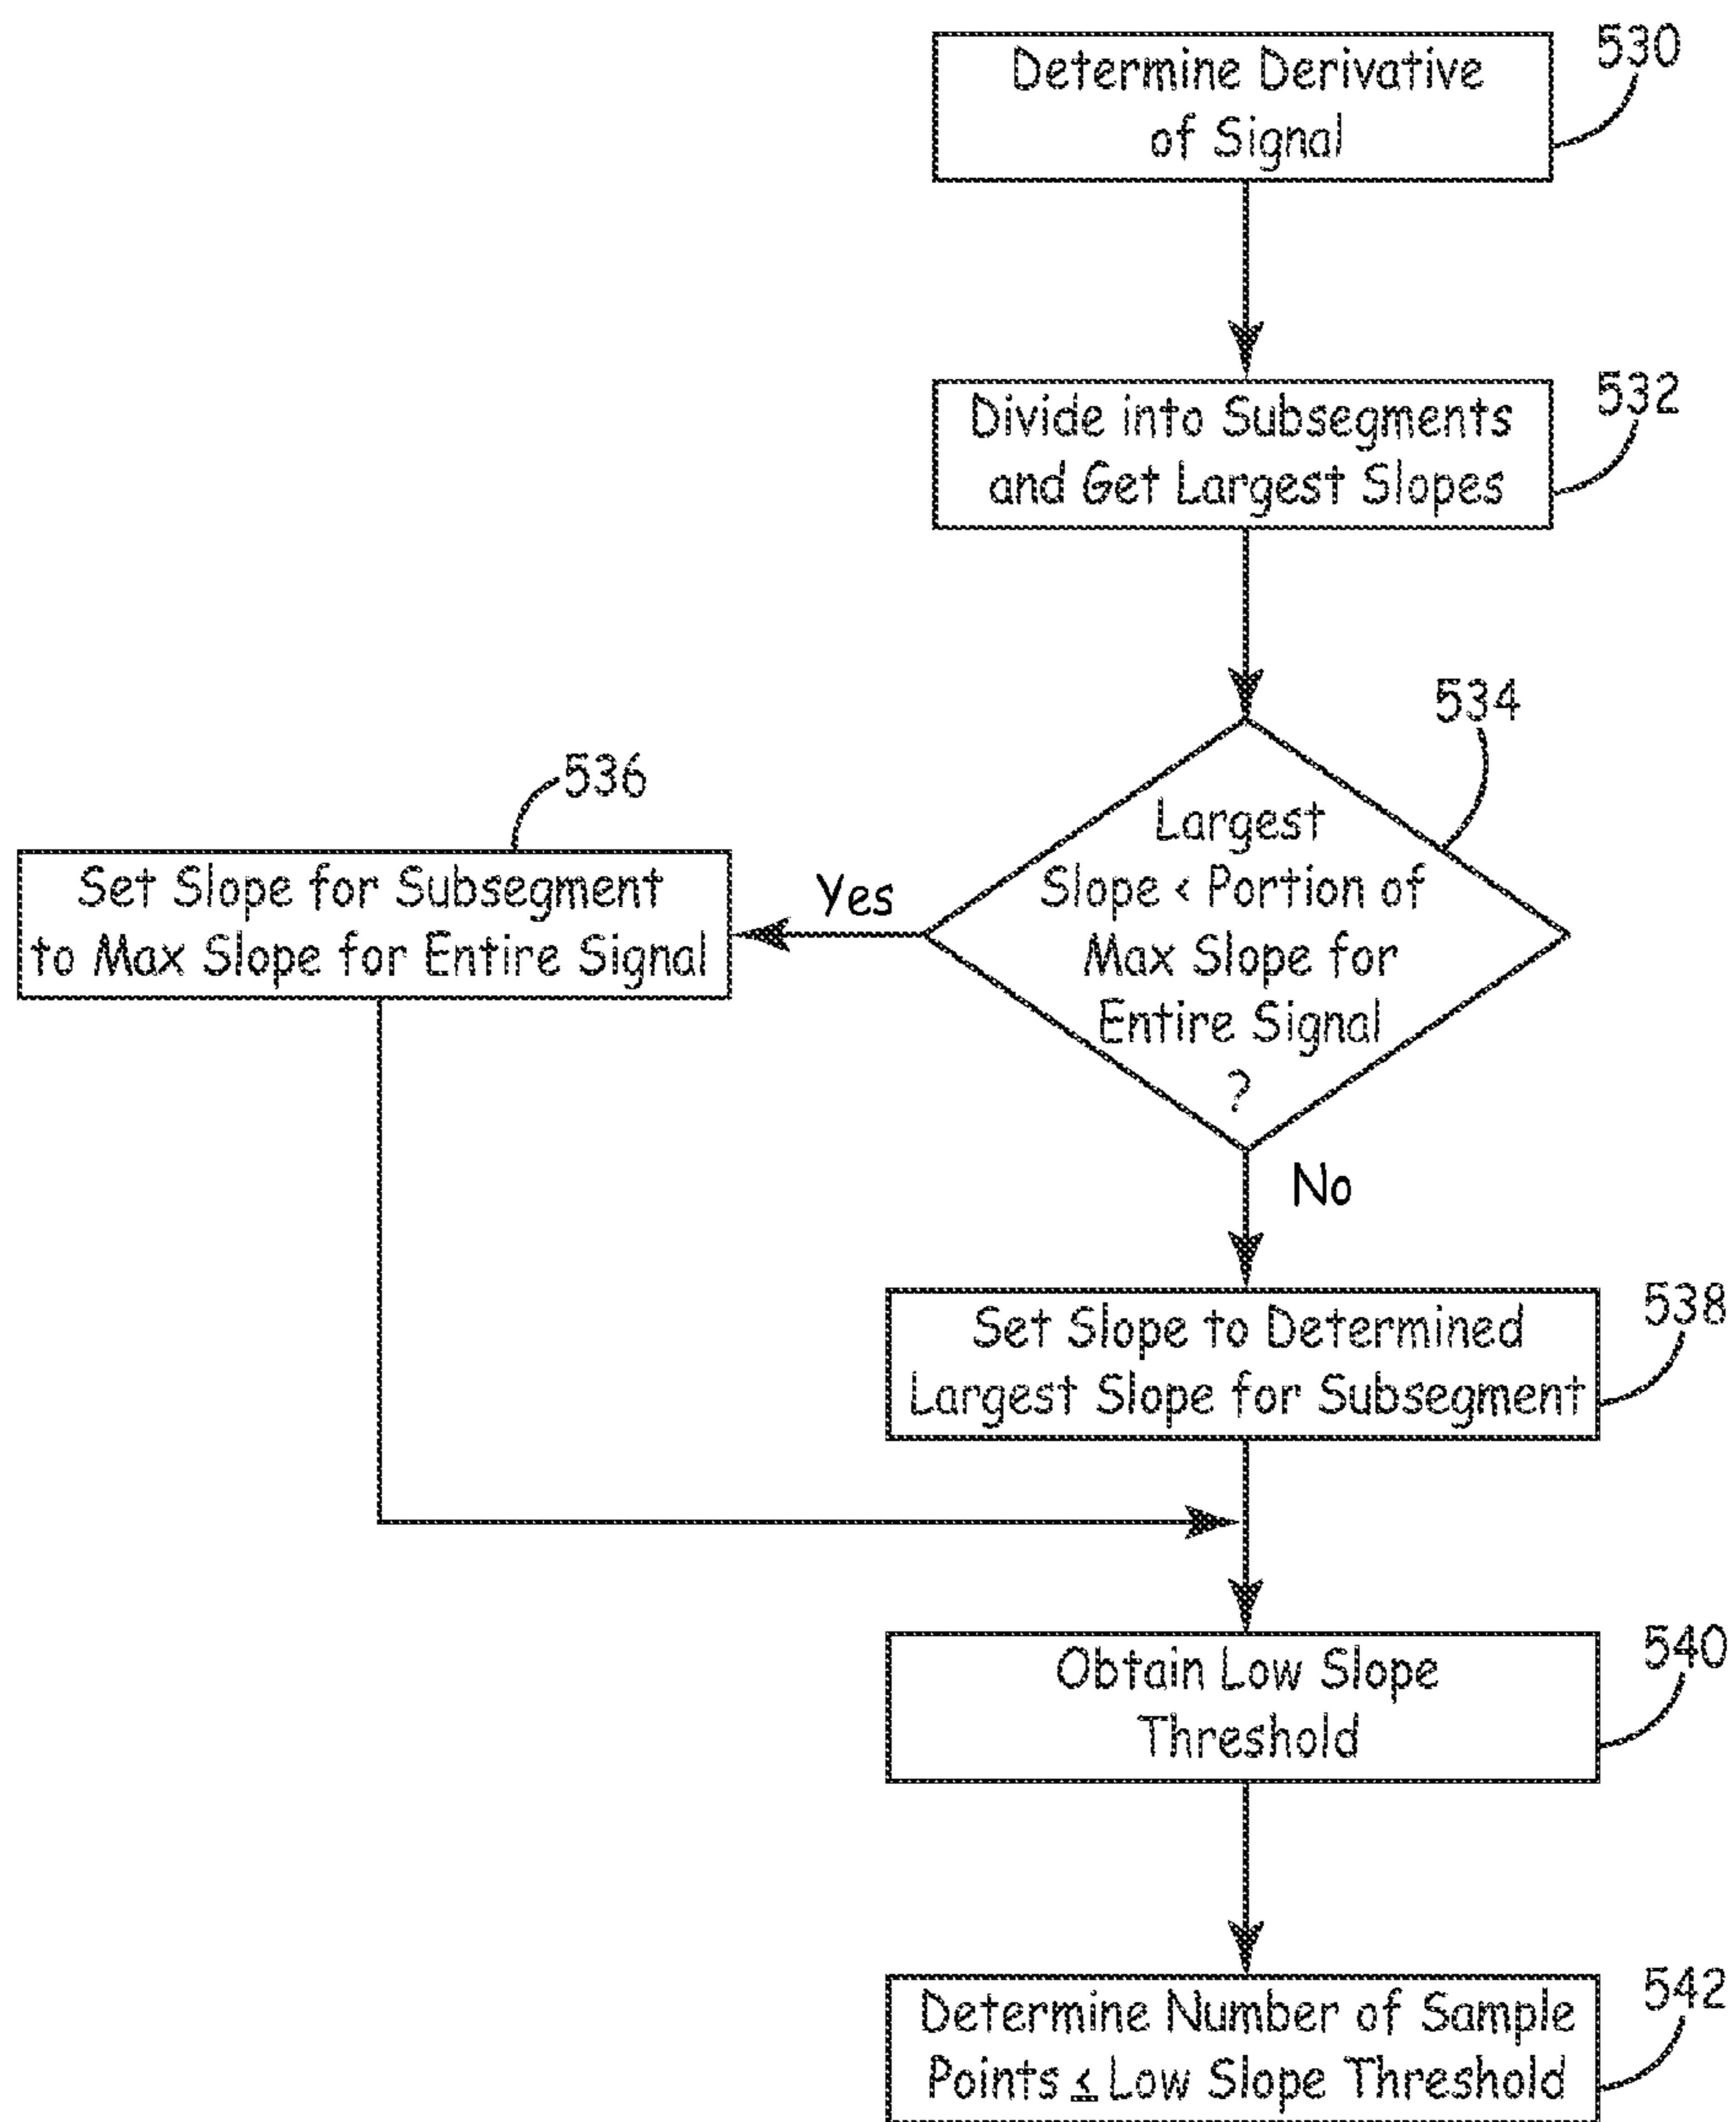 530
Determine Derivative
of Signal
532
Divide into Subsegments
and Get Largest Slopes
534
Largest
Slope < Portion of
Max Slope for
Entire Signal
?
Yes
536
Set Slope for Subsegment
to Max Slope for Entire Signal
No
538
Set Slope to Determined
Largest Slope for Subsegment
540
Obtain Low Slope
Threshold
542
Determine Number of Sample
Points ≤ Low Slope Threshold